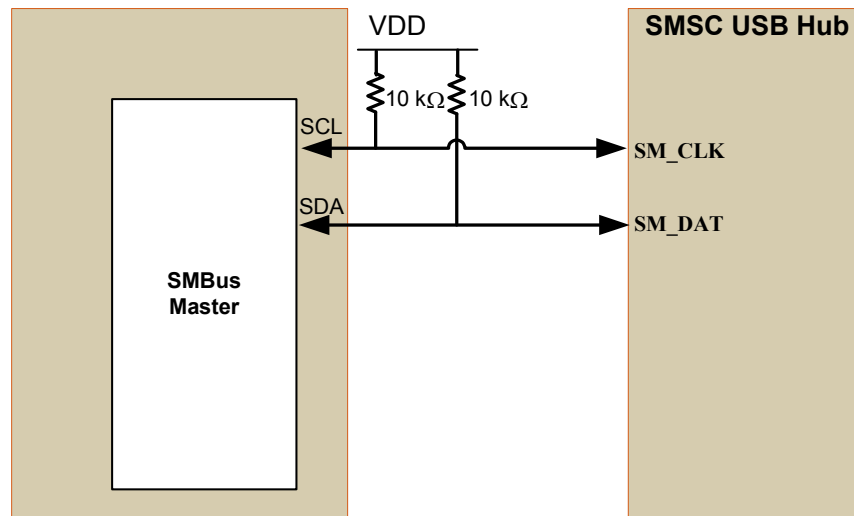 VDD
SMSC USB Hub
10 kΩ
10 kΩ
SCL
SM_CLK
SDA
SM_DAT
SMBus
Master